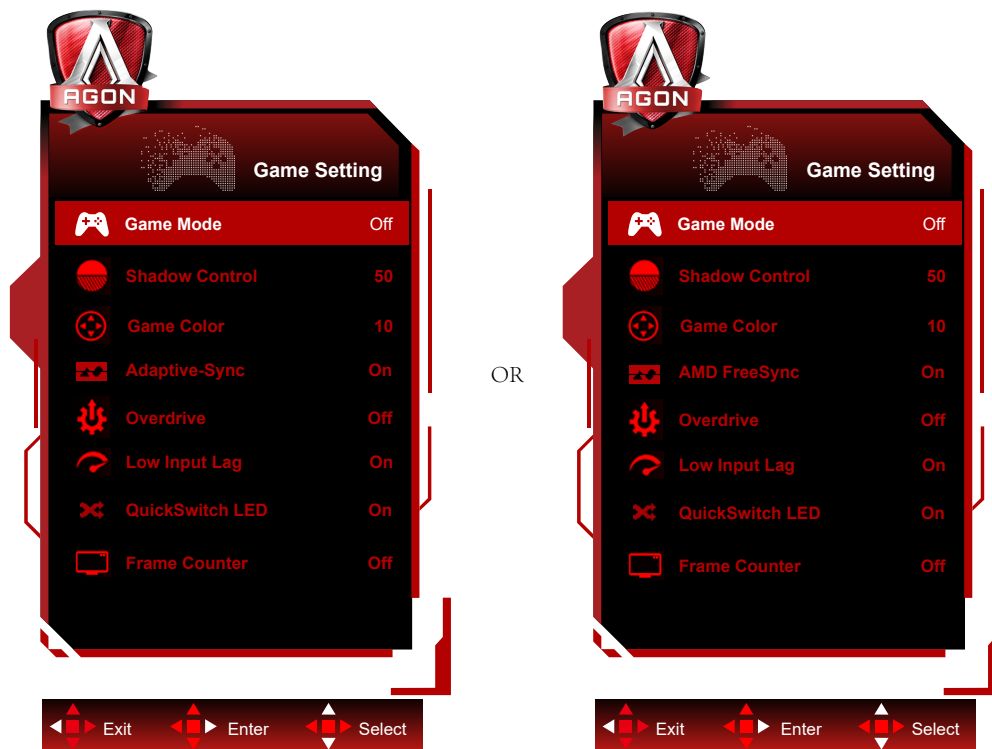 AGON
Game Setting
Game Mode Off
Shadow Control 50
Game Color 10
Adaptive-Sync On
Overdrive Off
Low Input Lag On
QuickSwitch LED On
Frame Counter Off
Exit Enter Select
OR
AGON
Game Setting
Game Mode Off
Shadow Control 50
Game Color 10
AMD FreeSync On
Overdrive Off
Low Input Lag On
QuickSwitch LED On
Frame Counter Off
Exit Enter Select